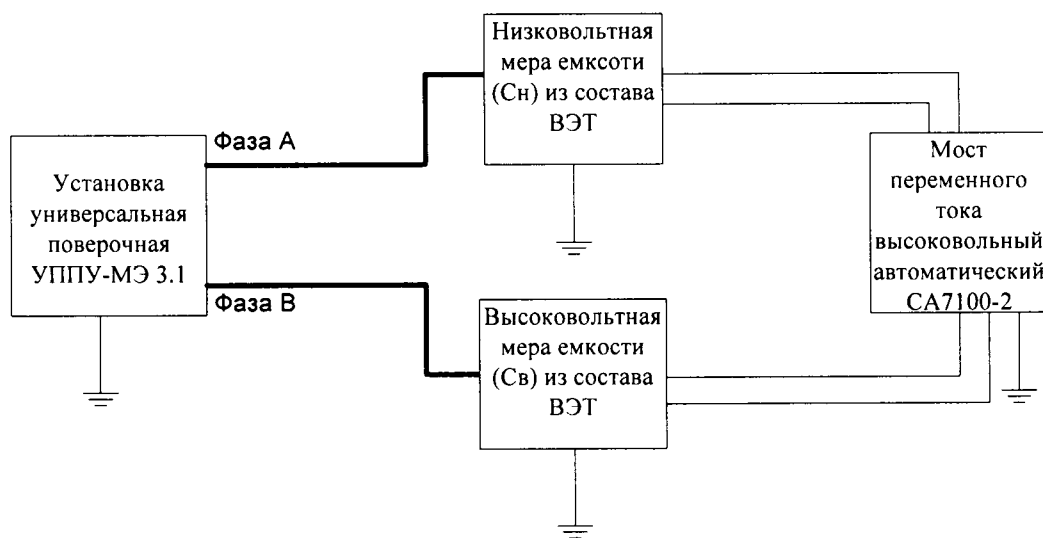 Низковольтная
мера емксоти
(Сн) из состава
ВЭТ
Фаза А
Установка
универсальная
поверочная
УППУ-МЭ 3.1
Фаза В
Мост
переменного
тока
высоковольный
автоматический
СА7100-2
Высоковольтная
мера емкости
(Св) из состава
ВЭТ